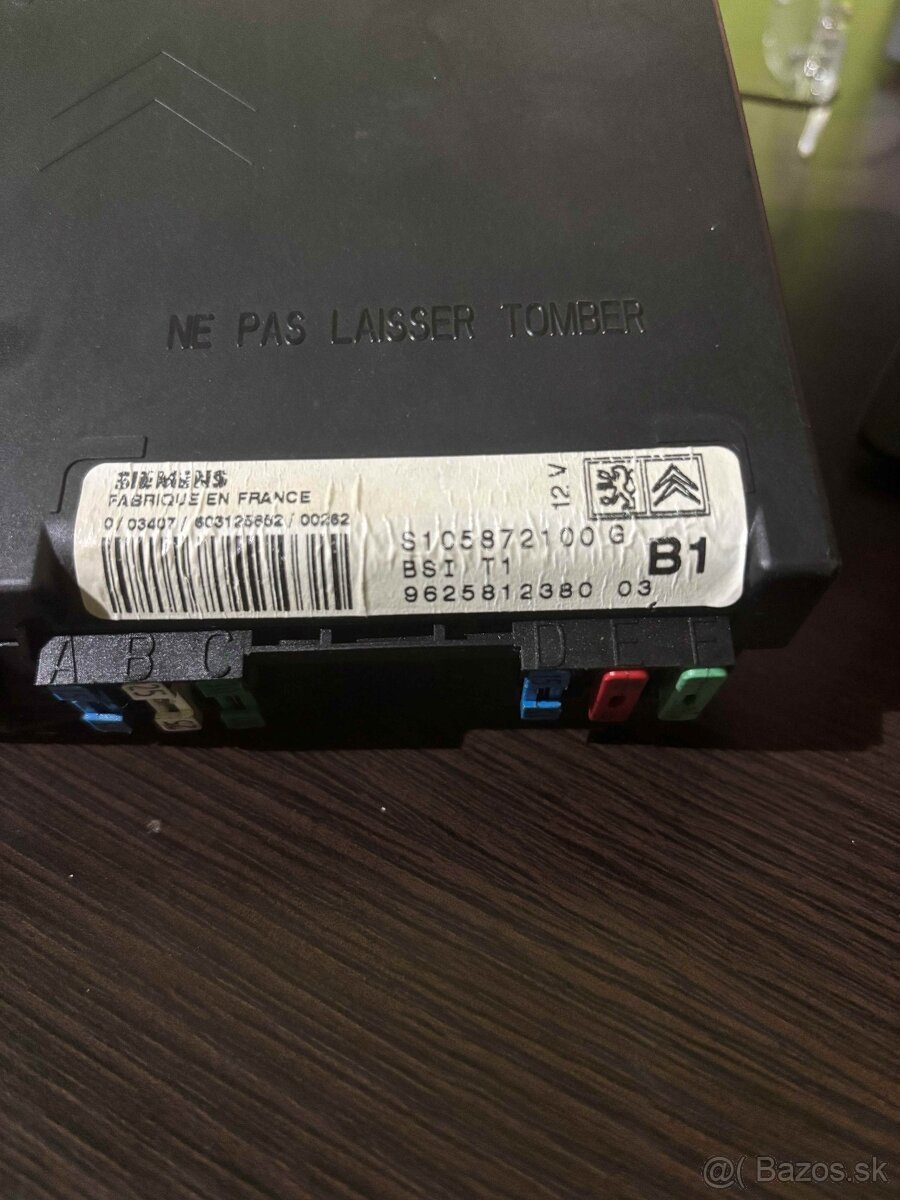 NE PAS LAISSER TOMBER
SIEMENS
FABRIQUE EN FRANCE
0/03407/603125652/00262
12 V
S105872100 G
BSI T1
B1
9625812380 03
A B C D E F
25
@( Bazos.sk